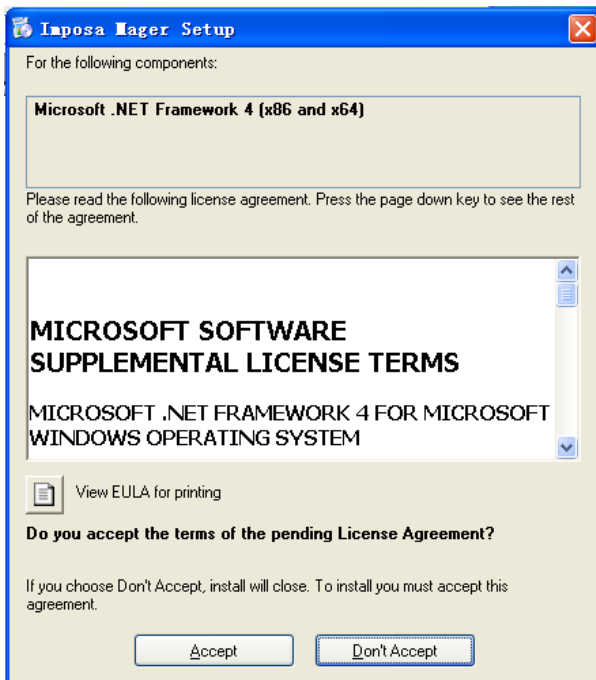 Imposa Mager Setup
For the following components:
Microsoft .NET Framework 4 (x86 and x64)
Please read the following license agreement. Press the page down key to see the rest
of the agreement.
MICROSOFT SOFTWARE
SUPPLEMENTAL LICENSE TERMS
MICROSOFT .NET FRAMEWORK 4 FOR MICROSOFT
WINDOWS OPERATING SYSTEM
View EULA for printing
Do you accept the terms of the pending License Agreement?
If you choose Don't Accept, install will close. To install you must accept this
agreement.
Accept
Don't Accept